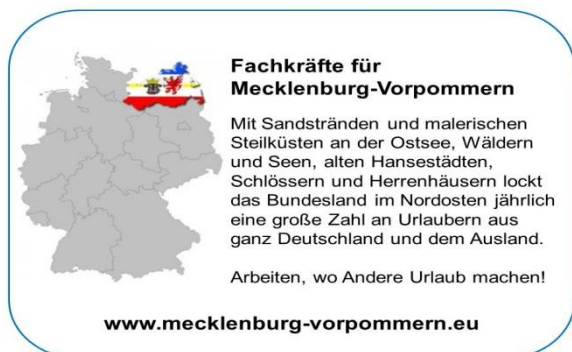 Fachkräfte für
Mecklenburg-Vorpommern
Mit Sandstränden und malerischen
Steilküsten an der Ostsee, Wäldern
und Seen, alten Hansestädten,
Schlössern und Herrenhäusern lockt
das Bundesland im Nordosten jährlich
eine große Zahl an Urlaubern aus
ganz Deutschland und dem Ausland.
Arbeiten, wo Andere Urlaub machen!
www.mecklenburg-vorpommern.eu